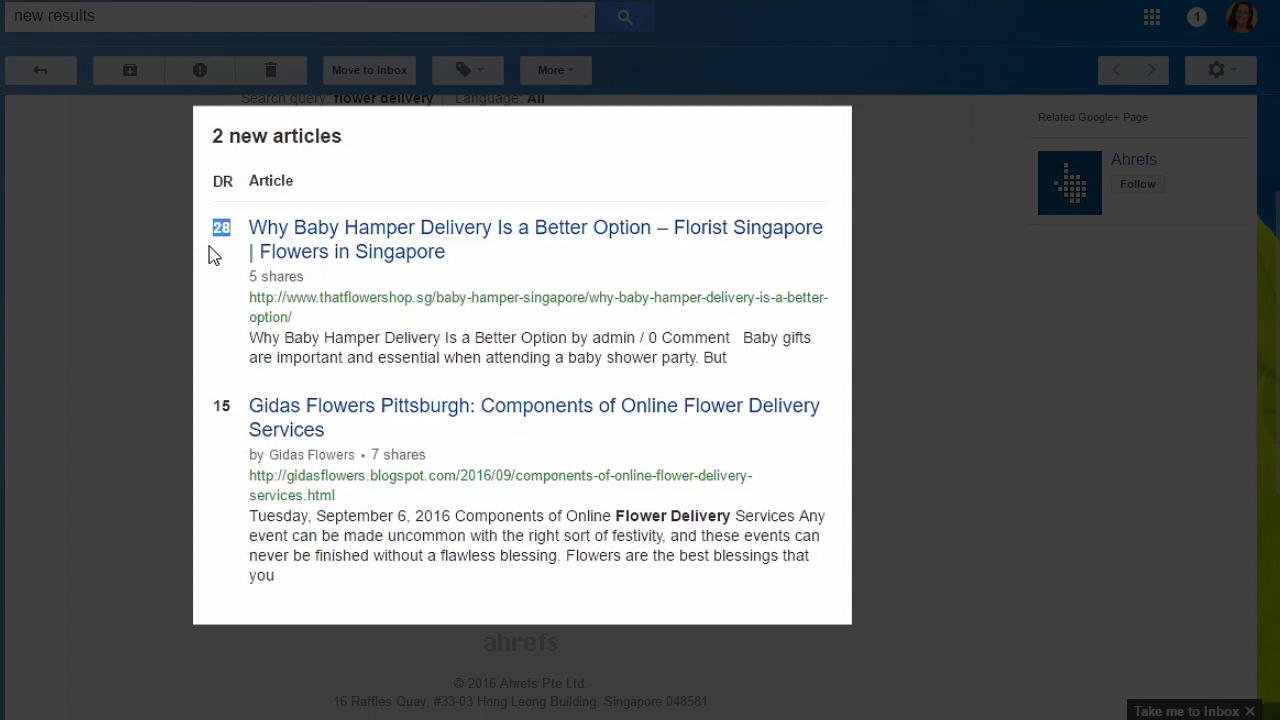 new results
1
Move to Inbox
More
Search query: flower delivery | Language: All
Related Google+ Page
Ahrefs
Follow
2 new articles
DR Article
28 Why Baby Hamper Delivery Is a Better Option – Florist Singapore
| Flowers in Singapore
5 shares
http://www.thatflowershop.sg/baby-hamper-singapore/why-baby-hamper-delivery-is-a-better-
option/
Why Baby Hamper Delivery Is a Better Option by admin / 0 Comment Baby gifts
are important and essential when attending a baby shower party. But
15 Gidas Flowers Pittsburgh: Components of Online Flower Delivery
Services
by Gidas Flowers • 7 shares
http://gidasflowers.blogspot.com/2016/09/components-of-online-flower-delivery-
services.html
Tuesday, September 6, 2016 Components of Online Flower Delivery Services Any
event can be made uncommon with the right sort of festivity, and these events can
never be finished without a flawless blessing. Flowers are the best blessings that
you
ahrefs
© 2016 Ahrefs Pte Ltd.
16 Raffles Quay, #33-03 Hong Leong Building, Singapore 048581
Take me to Inbox ✕